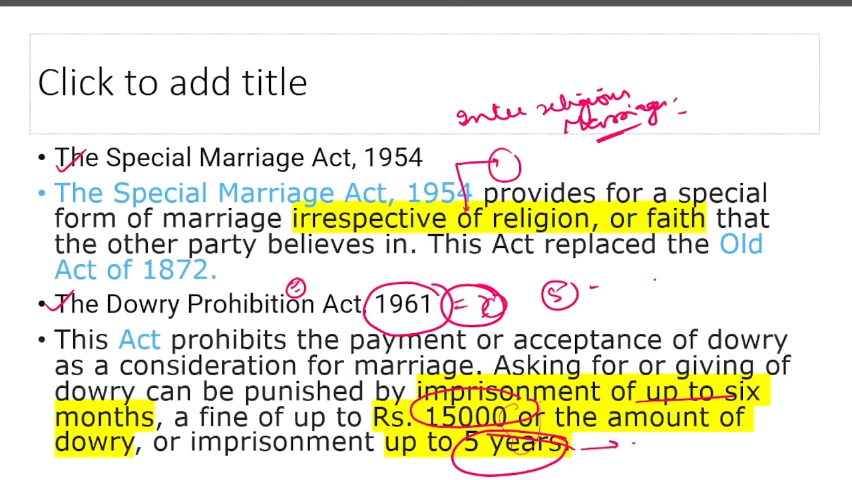 Click to add title
Inter religious
Marriage:-
• The Special Marriage Act, 1954
• The Special Marriage Act, 1954 provides for a special
form of marriage irrespective of religion, or faith that
the other party believes in. This Act replaced the Old
Act of 1872.
• The Dowry Prohibition Act, 1961 = 5 -
• This Act prohibits the payment or acceptance of dowry
as a consideration for marriage. Asking for or giving of
dowry can be punished by imprisonment of up to six
months, a fine of up to Rs. 15000 or the amount of
dowry, or imprisonment up to 5 years.